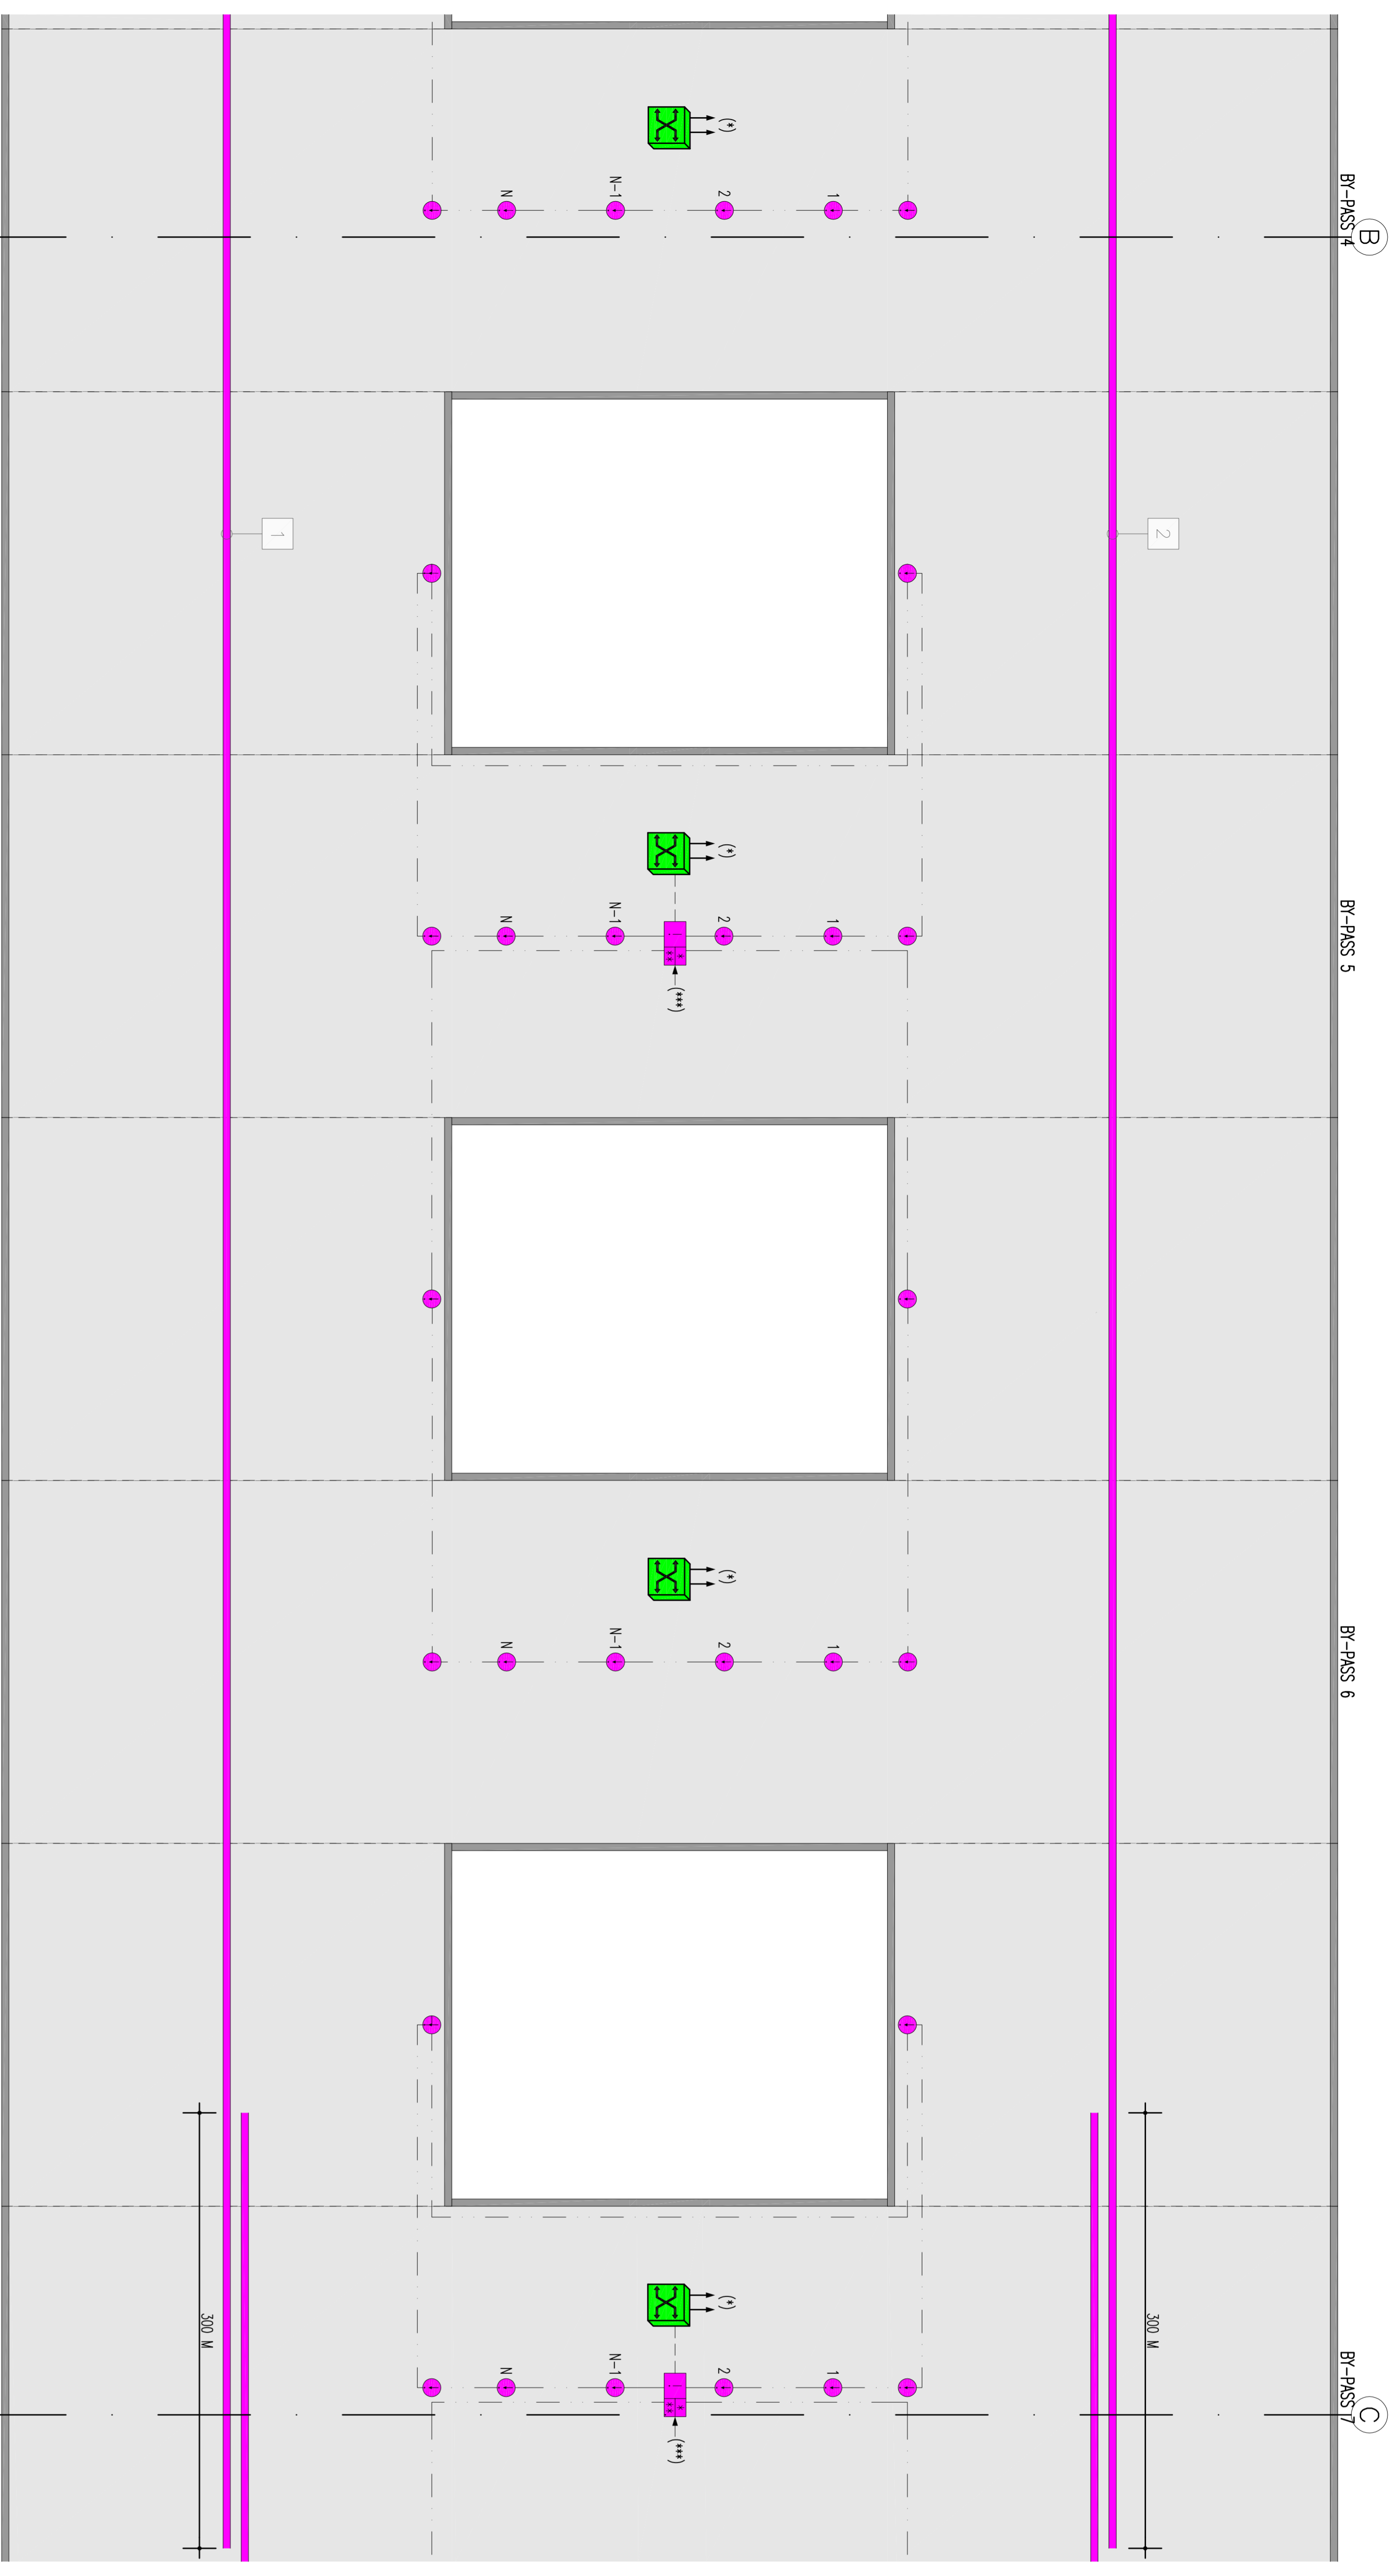 B
BY-PASS 4
(*)
N
N-1
2
1
1
2
BY-PASS 5
(*)
N
N-1
2
1
*
**
(***)
BY-PASS 6
(*)
N
N-1
2
1
300 M
300 M
C
BY-PASS 7
(*)
N
N-1
2
1
*
**
(***)